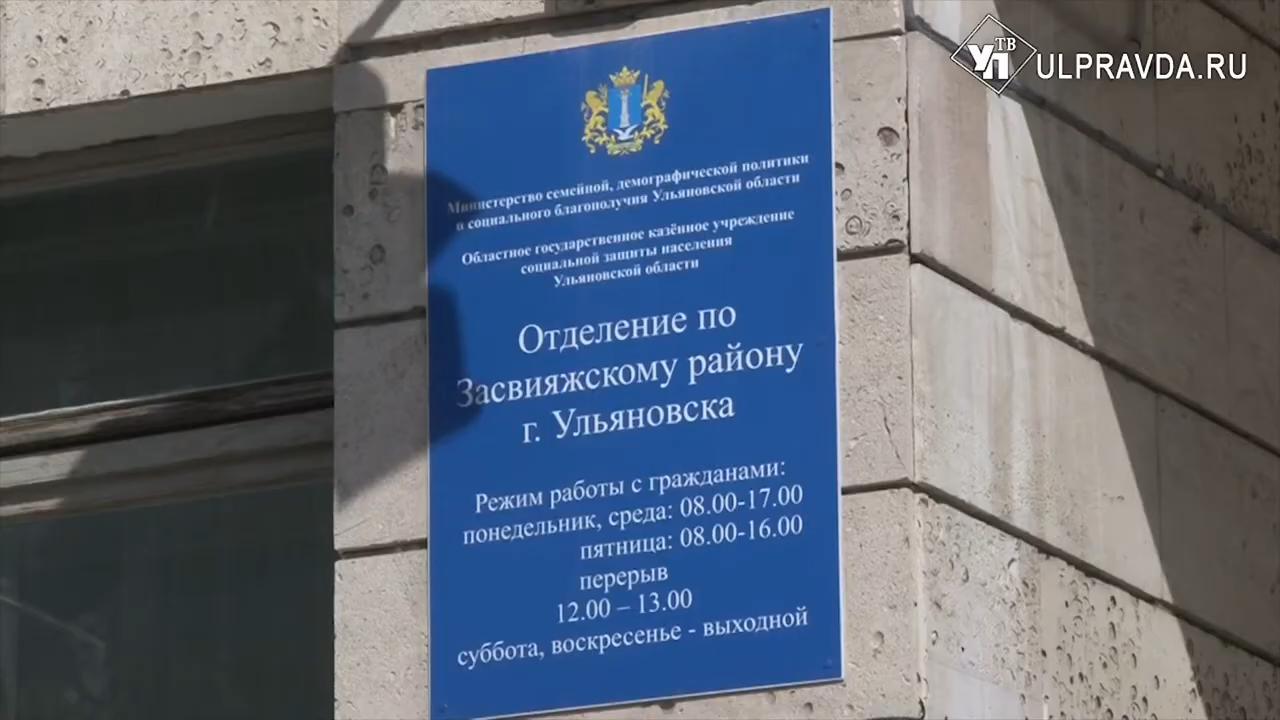 ТВ
УП
ULPRAVDA.RU
Министерство семейной, демографической политики
и социального благополучия Ульяновской области
Областное государственное казённое учреждение
социальной защиты населения
Ульяновской области
Отделение по
Засвияжскому району
г. Ульяновска
Режим работы с гражданами:
понедельник, среда: 08.00-17.00
пятница: 08.00-16.00
перерыв
12.00 – 13.00
суббота, воскресенье - выходной